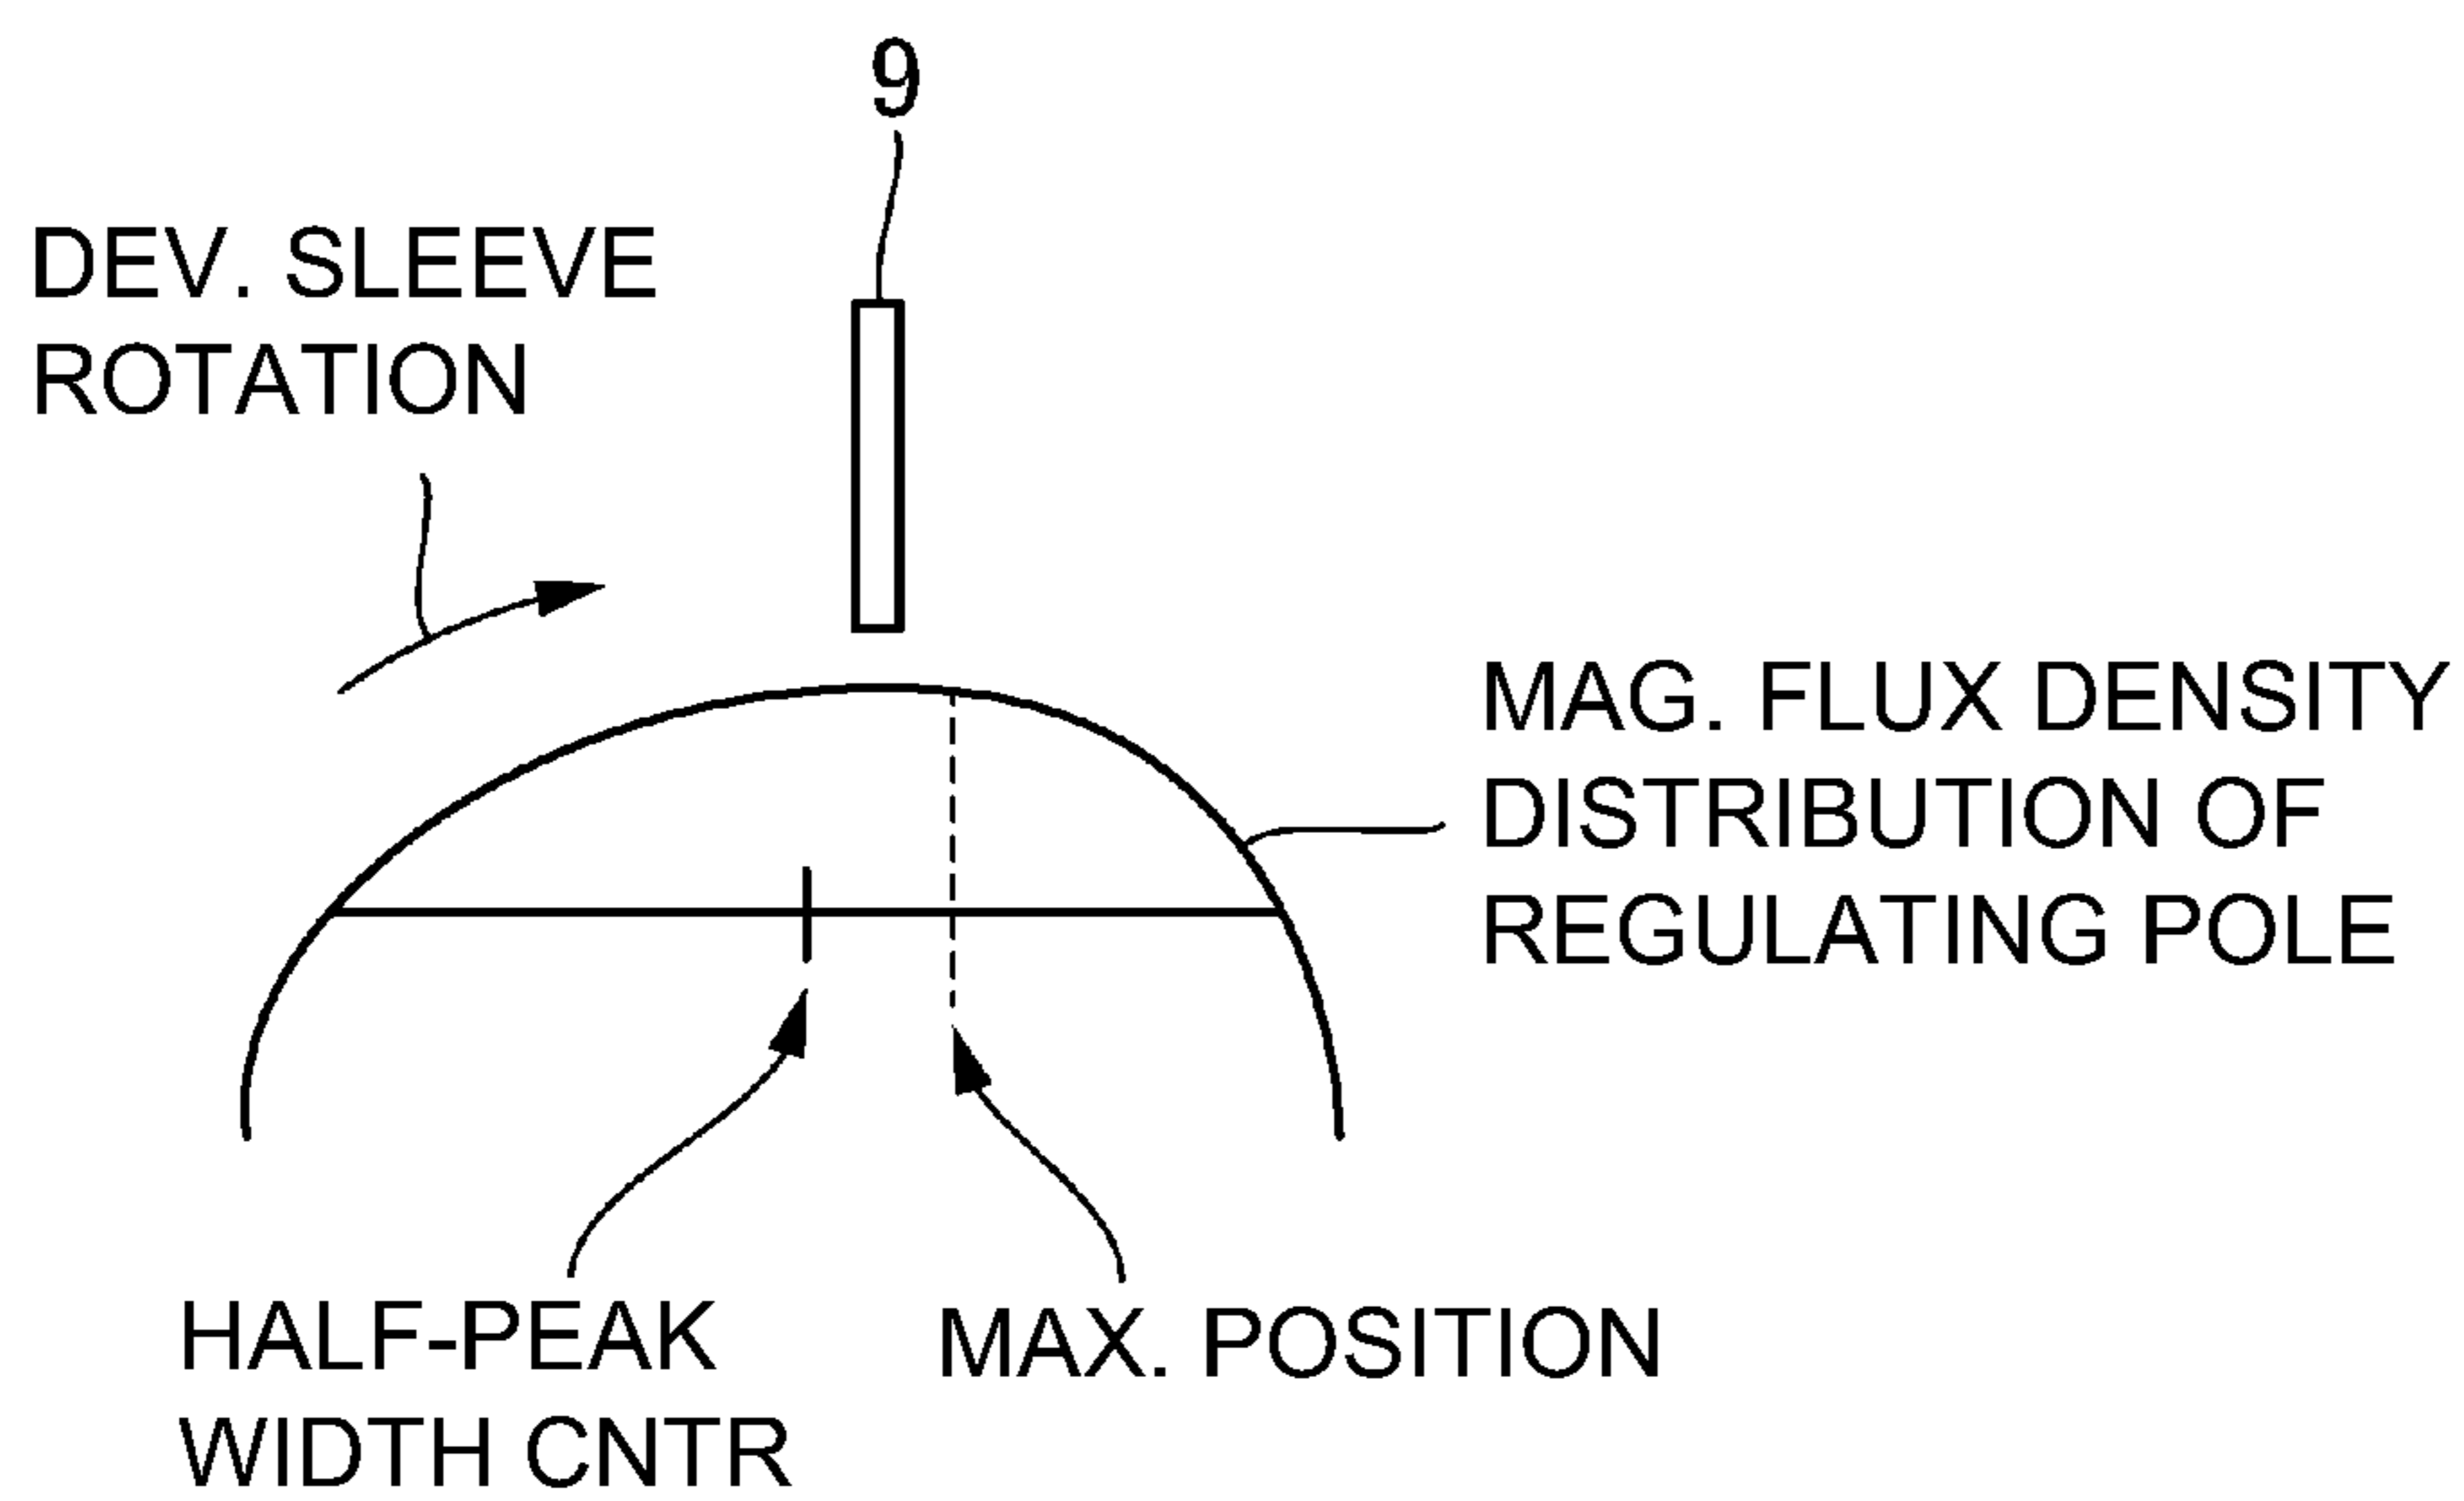 9
DEV. SLEEVE
ROTATION
MAG. FLUX DENSITY
DISTRIBUTION OF
REGULATING POLE
HALF-PEAK
WIDTH CNTR
MAX. POSITION